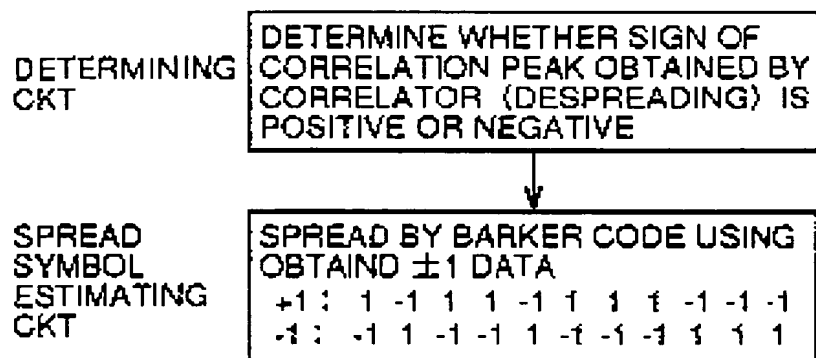 DETERMINING
CKT
DETERMINE WHETHER SIGN OF
CORRELATION PEAK OBTAINED BY
CORRELATOR (DESPREADING) IS
POSITIVE OR NEGATIVE
SPREAD
SYMBOL
ESTIMATING
CKT
SPREAD BY BARKER CODE USING
OBTAIND ±1 DATA
+1 : 1 -1 1 1 -1 1 1 1 -1 -1 -1
-1 : -1 1 -1 -1 1 -1 -1 -1 1 1 1